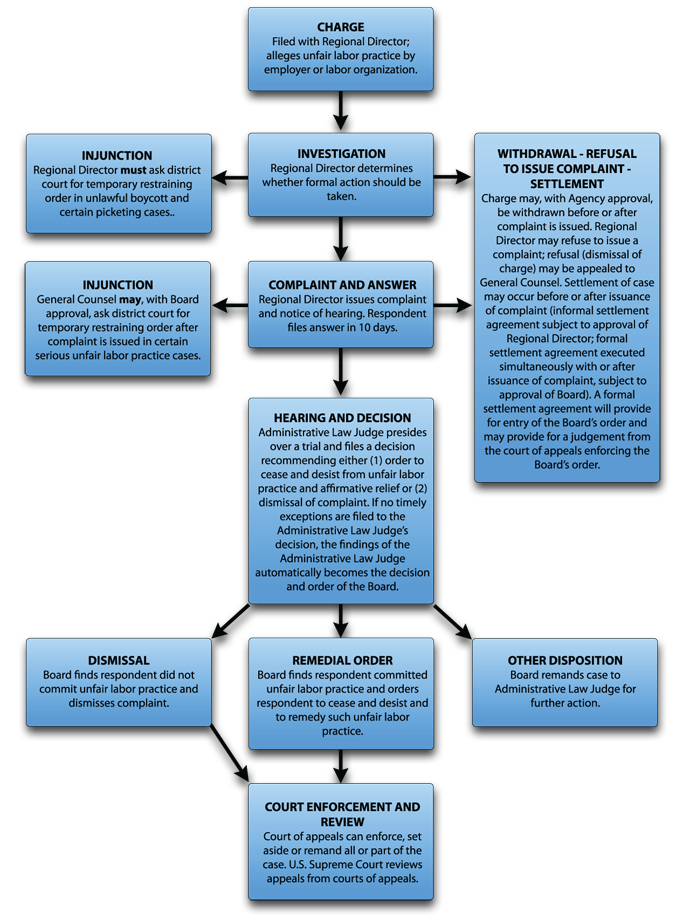 CHARGE
Filed with Regional Director;
alleges unfair labor practice by
employer or labor organization.
INJUNCTION
Regional Director must ask district
court for temporary restraining
order in unlawful boycott and
certain picketing cases..
INVESTIGATION
Regional Director determines
whether formal action should be
taken.
WITHDRAWAL - REFUSAL
TO ISSUE COMPLAINT -
SETTLEMENT
Charge may, with Agency approval,
be withdrawn before or after
complaint is issued. Regional
Director may refuse to issue a
complaint; refusal (dismissal of
charge) may be appealed to
General Counsel. Settlement of case
may occur before or after issuance
of complaint (informal settlement
agreement subject to approval of
Regional Director; formal
settlement agreement executed
simultaneously with or after
issuance of complaint, subject to
approval of Board). A formal
settlement agreement will provide
for entry of the Board's order and
may provide for a judgement from
the court of appeals enforcing the
Board's order.
INJUNCTION
General Counsel may, with Board
approval, ask district court for
temporary restraining order after
complaint is issued in certain
serious unfair labor practice cases.
COMPLAINT AND ANSWER
Regional Director issues complaint
and notice of hearing. Respondent
files answer in 10 days.
HEARING AND DECISION
Administrative Law Judge presides
over a trial and files a decision
recommending either (1) order to
cease and desist from unfair labor
practice and affirmative relief or (2)
dismissal of complaint. If no timely
exceptions are filed to the
Administrative Law Judge's
decision, the findings of the
Administrative Law Judge
automatically becomes the decision
and order of the Board.
DISMISSAL
Board finds respondent did not
commit unfair labor practice and
dismisses complaint.
REMEDIAL ORDER
Board finds respondent committed
unfair labor practice and orders
respondent to cease and desist and
to remedy such unfair labor
practice.
OTHER DISPOSITION
Board remands case to
Administrative Law Judge for
further action.
COURT ENFORCEMENT AND
REVIEW
Court of appeals can enforce, set
aside or remand all or part of the
case. U.S. Supreme Court reviews
appeals from courts of appeals.